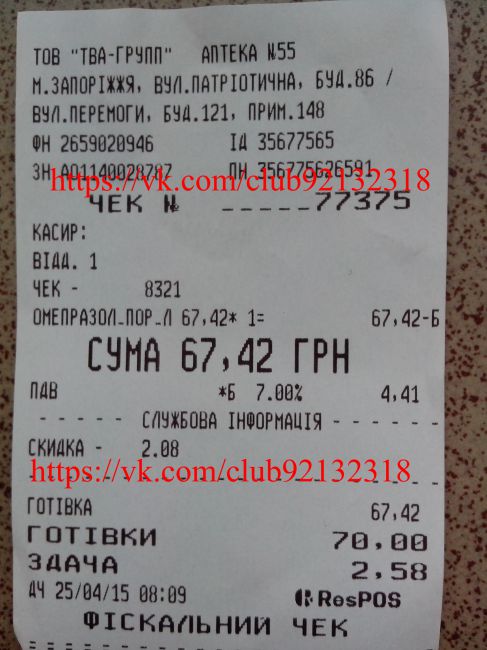 ТОВ "ТВА-ГРУПП" АПТЕКА №55
М.ЗАПОРІЖЖЯ, ВУЛ.ПАТРІОТИЧНА, БУД.86 /
ВУЛ.ПЕРЕМОГИ, БУД.121, ПРИМ.148
ФН 2659020946 ІД 35677565
ЗН АО1140028787 ПН 356775626591
https://vk.com/club92132318
ЧЕК № _____77375
КАСИР:
ВІДД. 1
ЧЕК - 8321
ОМЕПРАЗОЛ_ПОР_Л 67,42* 1= 67,42-Б
СУМА 67,42 ГРН
ПДВ *Б 7.00% 4,41
- - - - - СЛУЖБОВА ІНФОРМАЦІЯ - - - - - -
СКИДКА - 2.08
https://vk.com/club92132318
ГОТІВКА 67,42
ГОТІВКИ 70,00
ЗДАЧА 2,58
ДЧ 25/04/15 08:09 ResPOS
ФІСКАЛЬНИЙ ЧЕК